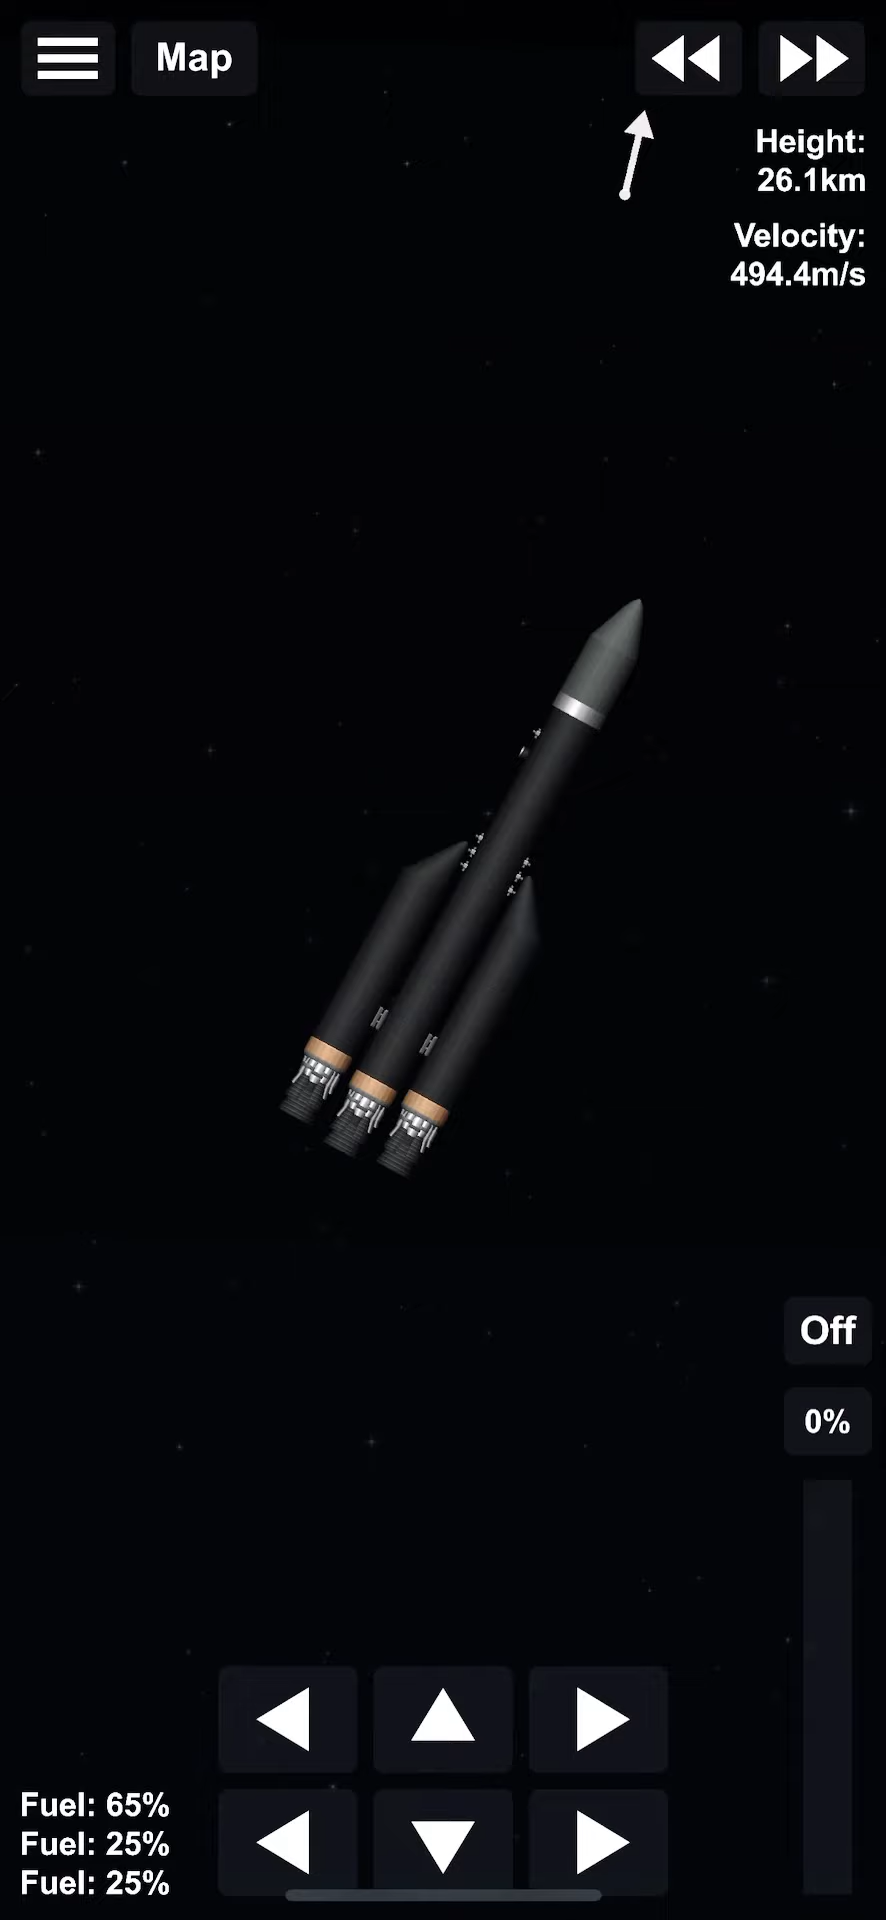 Map
Height:
26.1km
Velocity:
494.4m/s
Off
0%
Fuel: 65%
Fuel: 25%
Fuel: 25%